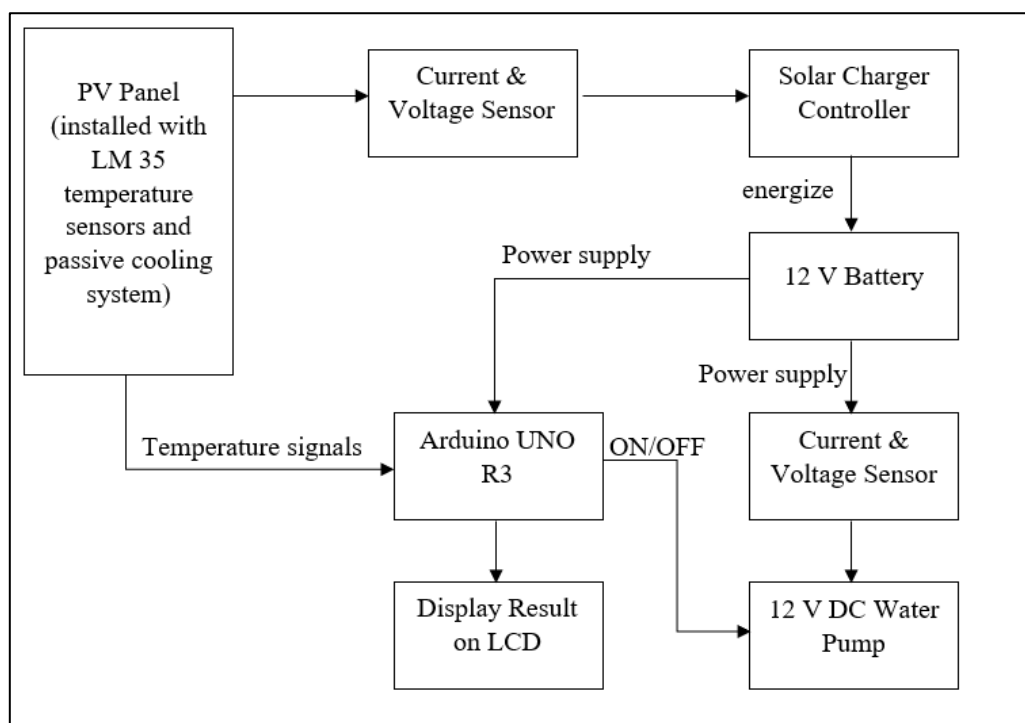 PV Panel
(installed with
LM 35
temperature
sensors and
passive cooling
system)
Current &
Voltage Sensor
Solar Charger
Controller
energize
Power supply
12 V Battery
Power supply
Temperature signals
Arduino UNO
R3
ON/OFF
Current &
Voltage Sensor
Display Result
on LCD
12 V DC Water
Pump